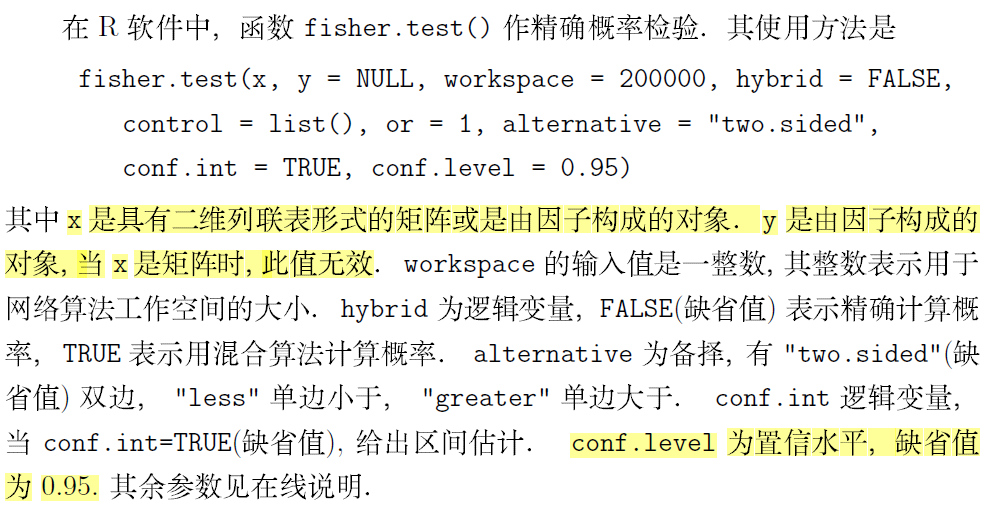 在 R 软件中, 函数 fisher.test() 作精确概率检验. 其使用方法是
fisher.test(x, y = NULL, workspace = 200000, hybrid = FALSE,
control = list(), or = 1, alternative = "two.sided",
conf.int = TRUE, conf.level = 0.95)
其中 x 是具有二维列联表形式的矩阵或是由因子构成的对象. y 是由因子构成的
对象, 当 x 是矩阵时, 此值无效. workspace 的输入值是一整数, 其整数表示用于
网络算法工作空间的大小. hybrid 为逻辑变量, FALSE(缺省值) 表示精确计算概
率, TRUE 表示用混合算法计算概率. alternative 为备择, 有 "two.sided"(缺
省值) 双边, "less" 单边小于, "greater" 单边大于. conf.int 逻辑变量,
当 conf.int=TRUE(缺省值), 给出区间估计. conf.level 为置信水平, 缺省值
为 0.95. 其余参数见在线说明.